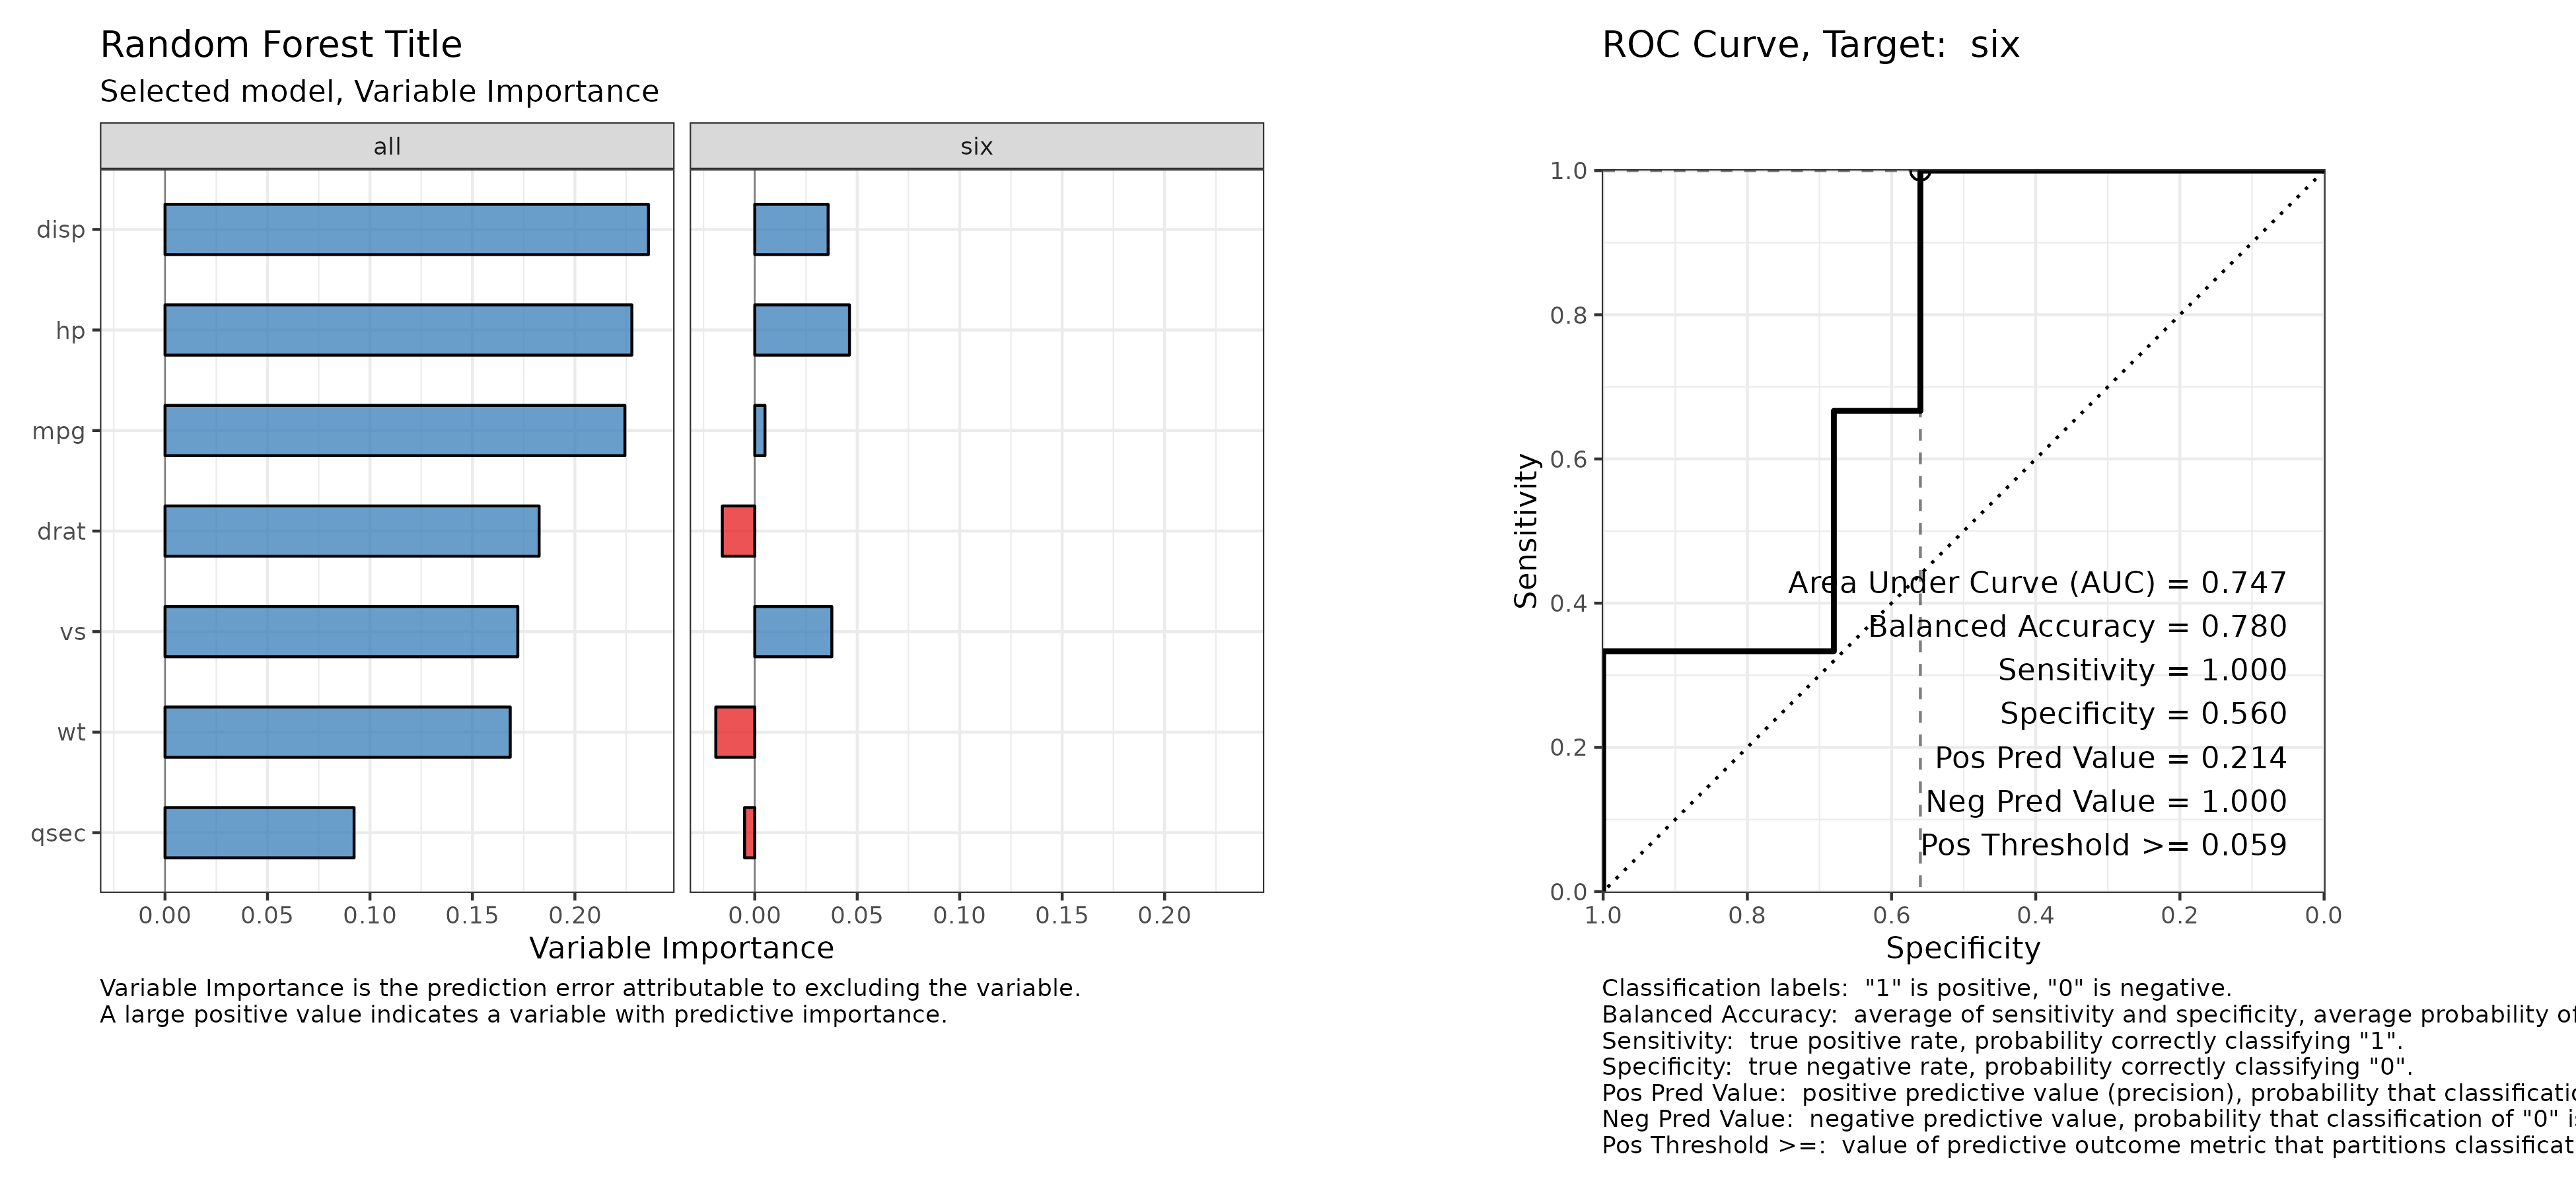 Random Forest Title
Selected model, Variable Importance
all
six
disp
hp
mpg
drat
vs
wt
qsec
0.00 0.05 0.10 0.15 0.20
0.00 0.05 0.10 0.15 0.20
Variable Importance
Variable Importance is the prediction error attributable to excluding the variable.
A large positive value indicates a variable with predictive importance.
ROC Curve, Target:  six
1.0
0.8
0.6
0.4
0.2
0.0
Sensitivity
Area Under Curve (AUC) = 0.747
Balanced Accuracy = 0.780
Sensitivity = 1.000
Specificity = 0.560
Pos Pred Value = 0.214
Neg Pred Value = 1.000
Pos Threshold >= 0.059
1.0 0.8 0.6 0.4 0.2 0.0
Specificity
Classification labels:  "1" is positive, "0" is negative.
Balanced Accuracy:  average of sensitivity and specificity, average probability of
Sensitivity:  true positive rate, probability correctly classifying "1".
Specificity:  true negative rate, probability correctly classifying "0".
Pos Pred Value:  positive predictive value (precision), probability that
Neg Pred Value:  negative predictive value, probability that classification of "0"
Pos Threshold >=:  value of predictive outcome metric that partitions